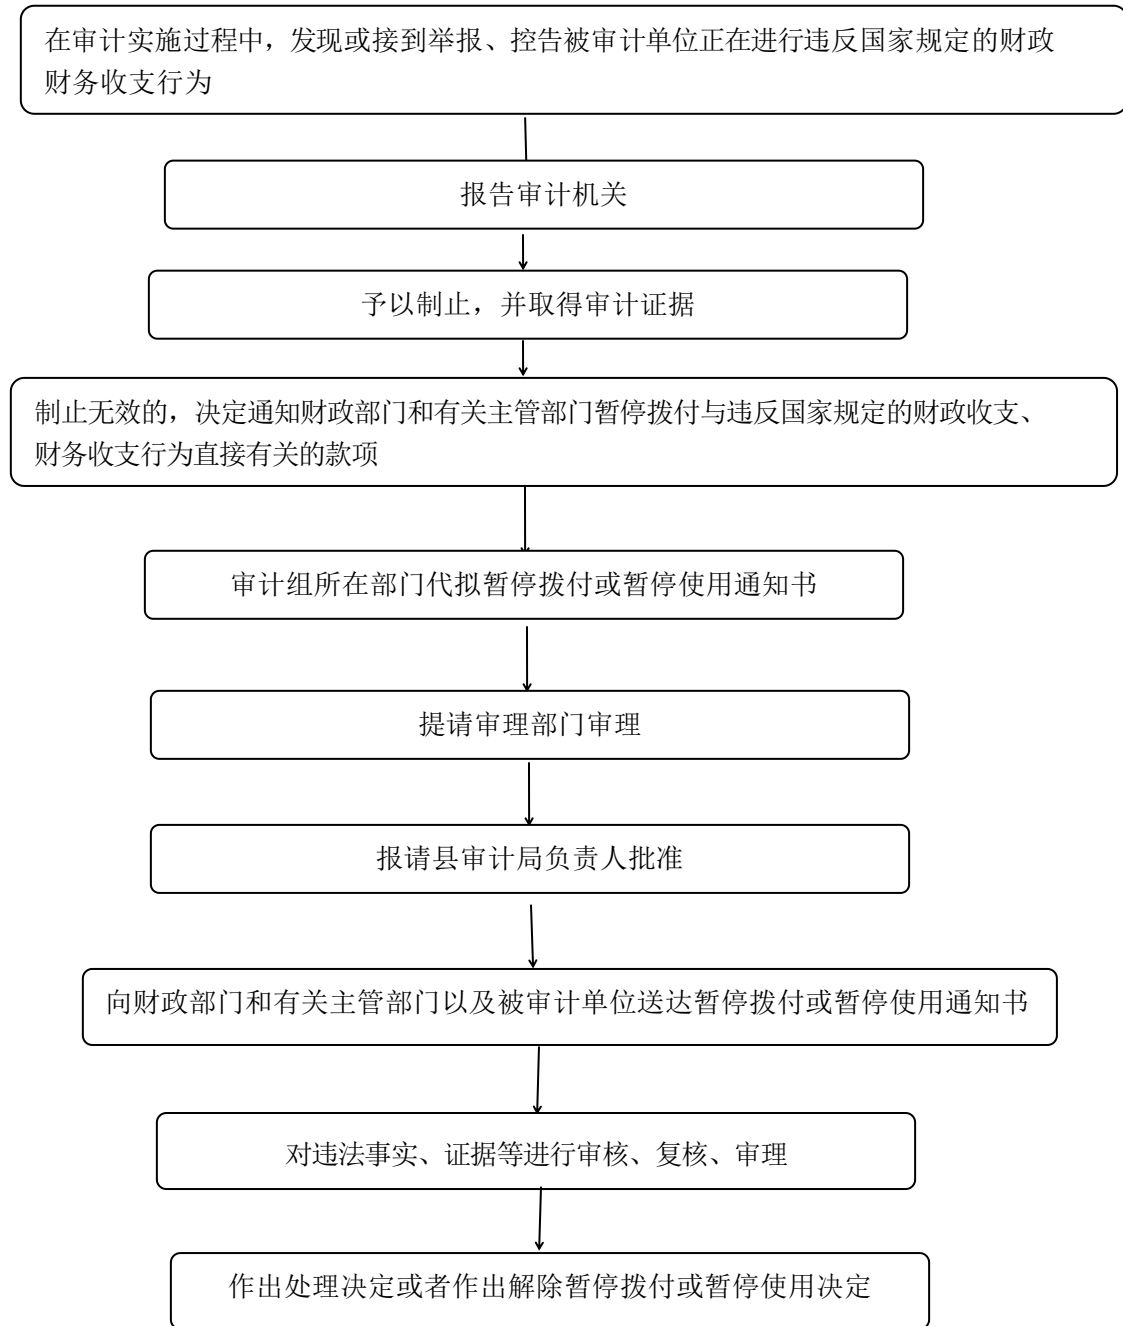 在审计实施过程中，发现或接到举报、控告被审计单位正在进行违反国家规定的财政
财务收支行为
报告审计机关
予以制止，并取得审计证据
制止无效的，决定通知财政部门和有关主管部门暂停拨付与违反国家规定的财政收支、
财务收支行为直接有关的款项
审计组所在部门代拟暂停拨付或暂停使用通知书
提请审理部门审理
报请县审计局负责人批准
向财政部门和有关主管部门以及被审计单位送达暂停拨付或暂停使用通知书
对违法事实、证据等进行审核、复核、审理
作出处理决定或者作出解除暂停拨付或暂停使用决定